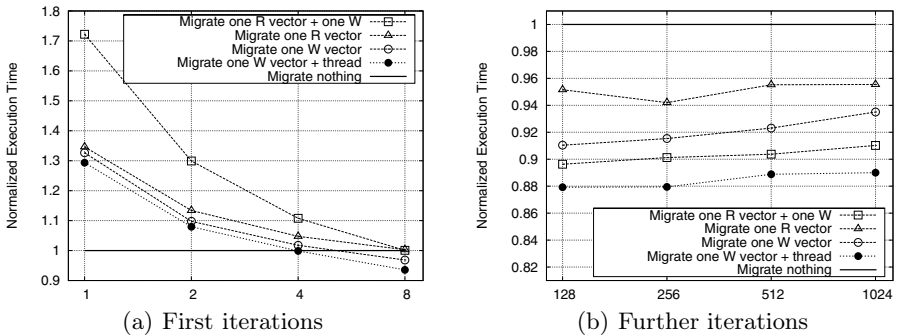 Normalized Execution Time
1.8
1.7
1.6
1.5
1.4
1.3
1.2
1.1
1
0.9
Migrate one R vector + one W
Migrate one R vector
Migrate one W vector
Migrate one W vector + thread
Migrate nothing
1 2 4 8
(a) First iterations
Normalized Execution Time
1
0.98
0.96
0.94
0.92
0.9
0.88
0.86
0.84
0.82
Migrate one R vector + one W
Migrate one R vector
Migrate one W vector
Migrate one W vector + thread
Migrate nothing
128 256 512 1024
(b) Further iterations